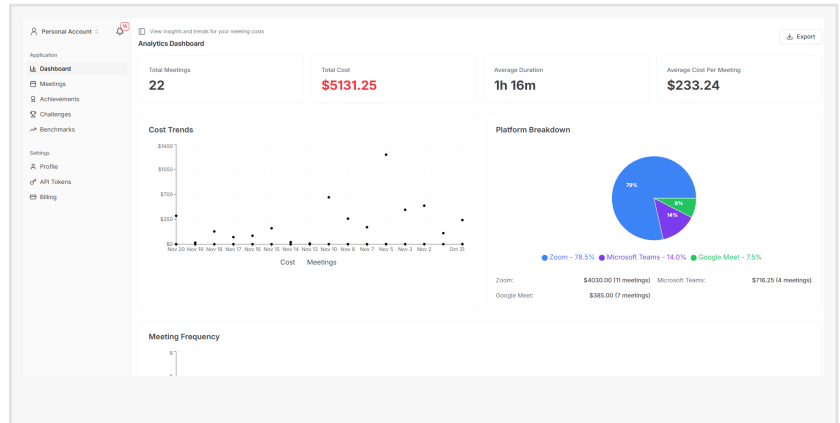 Personal Account
10
Application
Dashboard
Meetings
Achievements
Challenges
Benchmarks
Settings
Profile
API Tokens
Billing
View insights and trends for your meeting costs
Analytics Dashboard
Export
Total Meetings
22
Total Cost
$5131.25
Average Duration
1h 16m
Average Cost Per Meeting
$233.24
Cost Trends
$1400
$1050
$700
$350
$0
Nov 20 Nov 19 Nov 18 Nov 17 Nov 16 Nov 15 Nov 14 Nov 13 Nov 10 Nov 8 Nov 7 Nov 5 Nov 3 Nov 2 Oct 31
Cost Meetings
Platform Breakdown
79%
8%
14%
Zoom - 78.5% Microsoft Teams - 14.0% Google Meet - 7.5%
Zoom: $4030.00 (11 meetings) Microsoft Teams: $716.25 (4 meetings)
Google Meet: $385.00 (7 meetings)
Meeting Frequency
8